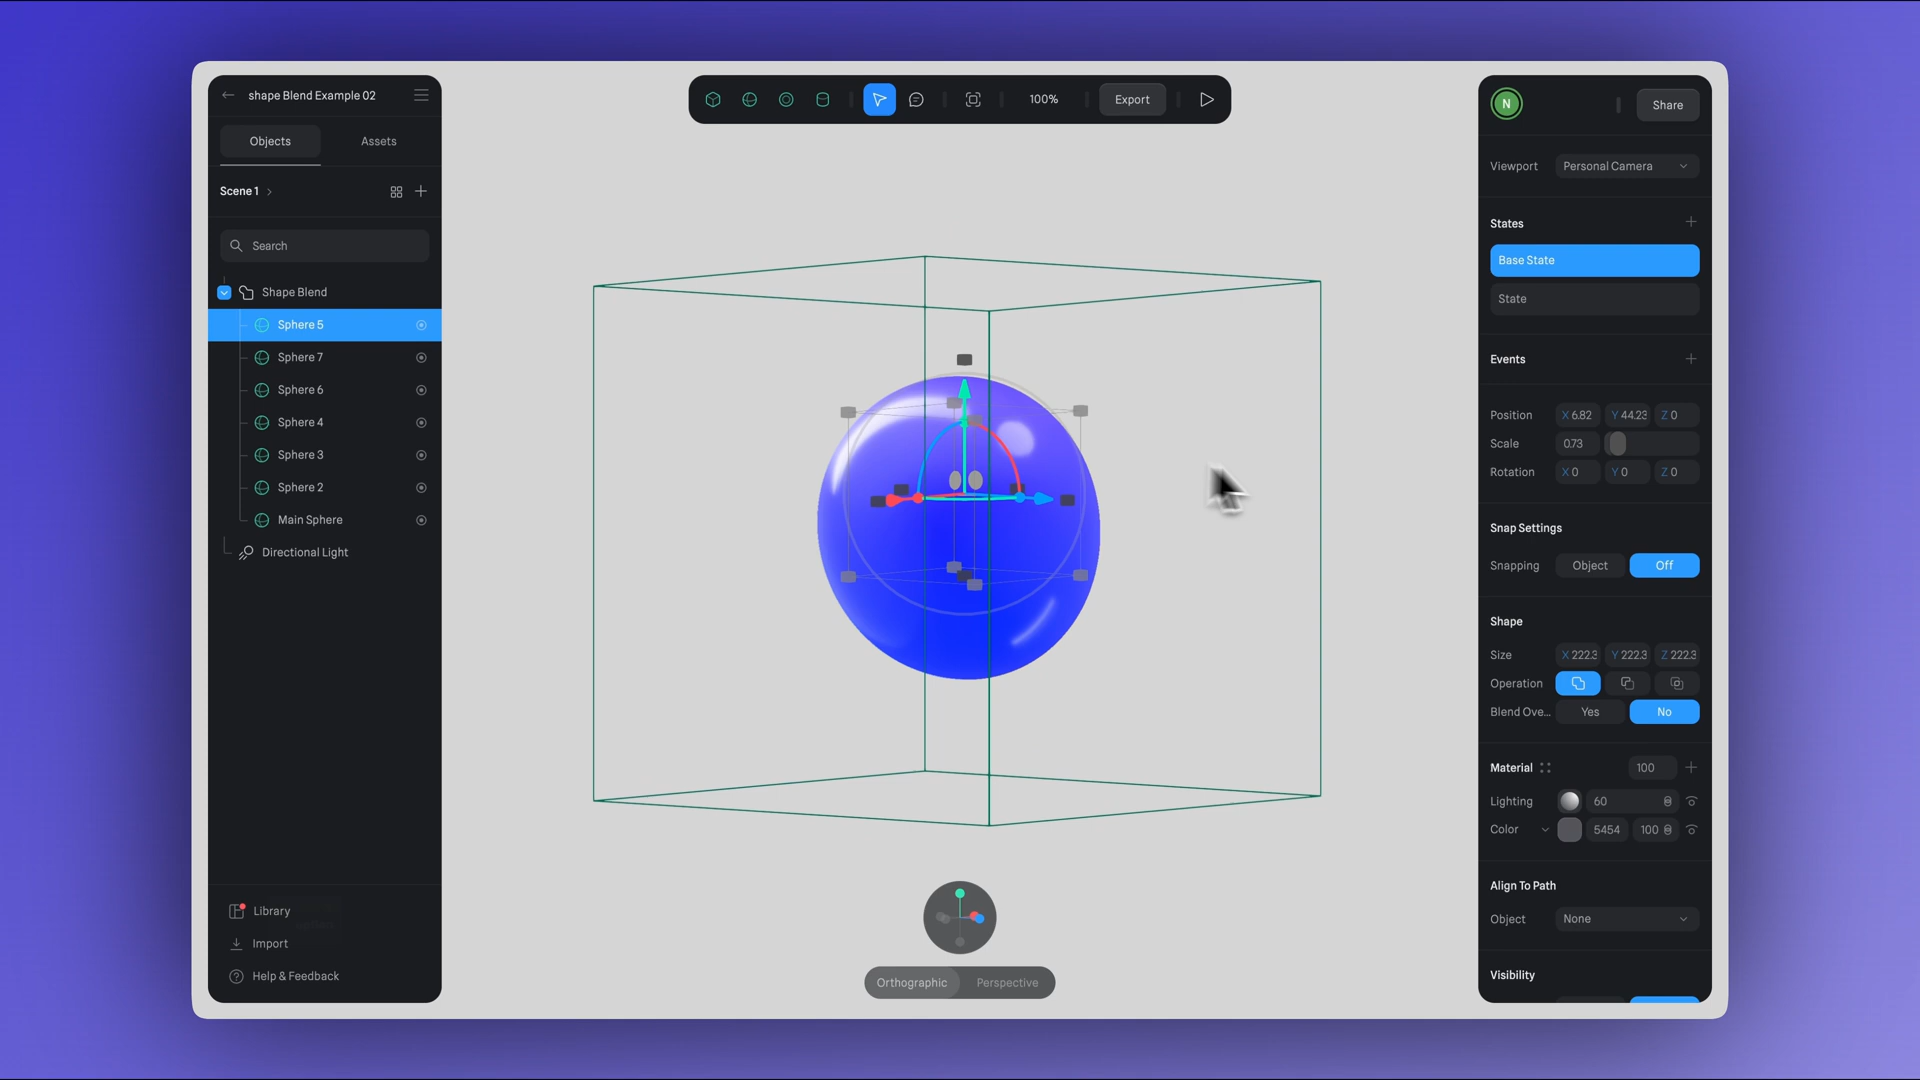 shape Blend Example 02
Objects
Assets
Scene 1
Search
Shape Blend
Sphere 5
Sphere 7
Sphere 6
Sphere 4
Sphere 3
Sphere 2
Main Sphere
Directional Light
Library
Import
Help & Feedback
100%
Export
Orthographic
Perspective
N
Share
Viewport
Personal Camera
States
Base State
State
Events
Position X 6.82 Y 44.23 Z 0
Scale 0.73
Rotation X 0 Y 0 Z 0
Snap Settings
Snapping Object Off
Shape
Size X 222.3 Y 222.3 Z 222.3
Operation
Blend Ove... Yes No
Material 100
Lighting 60
Color 5454 100
Align To Path
Object None
Visibility